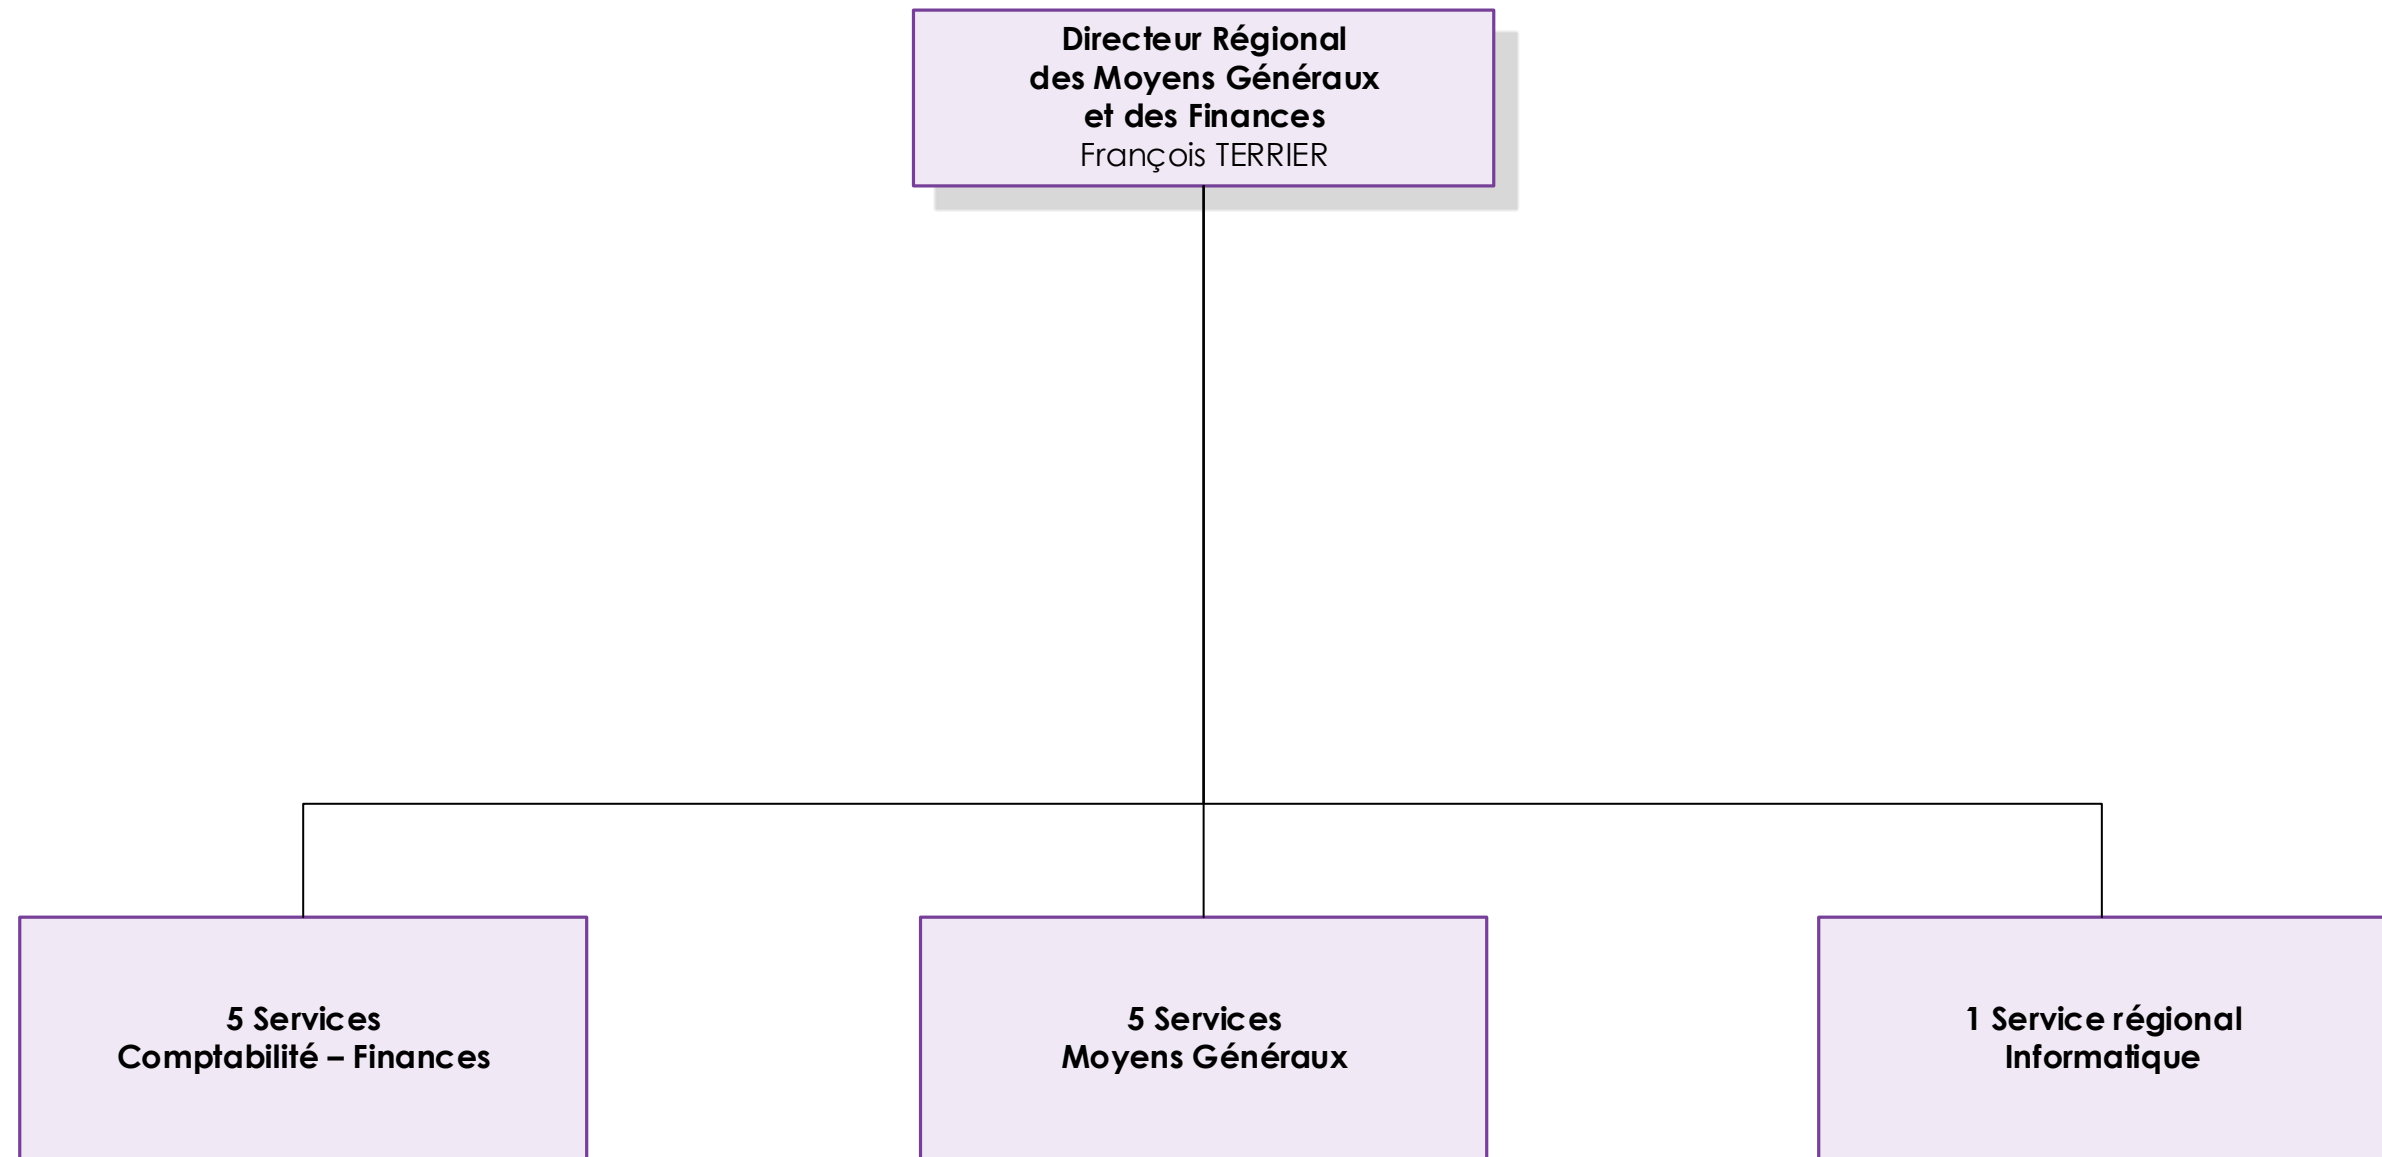 Directeur Régional
des Moyens Généraux
et des Finances
François TERRIER
5 Services
Comptabilité – Finances
5 Services
Moyens Généraux
1 Service régional
Informatique